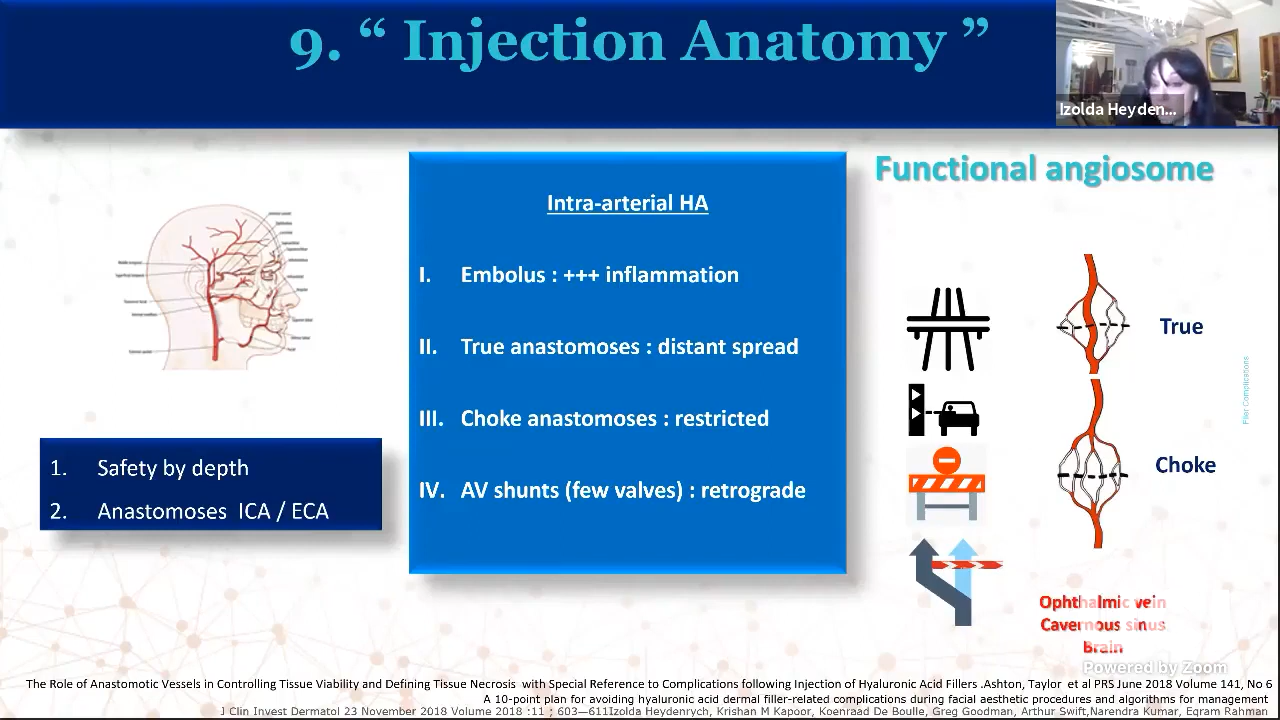 9. “ Injection Anatomy ”
Izolda Heyden...
Functional angiosome
Intra-arterial HA
I. Embolus : +++ inflammation
II. True anastomoses : distant spread
III. Choke anastomoses : restricted
IV. AV shunts (few valves) : retrograde
1. Safety by depth
2. Anastomoses ICA / ECA
True
Choke
Filler Complications
Ophthalmic vein
Cavernous sinus
Brain
Powered by Zoom
The Role of Anastomotic Vessels in Controlling Tissue Viability and Defining Tissue Necrosis with Special Reference to Complications following Injection of Hyaluronic Acid Fillers .Ashton, Taylor et al PRS June 2018 Volume 141, No 6
A 10-point plan for avoiding hyaluronic acid dermal filler-related complications during facial aesthetic procedures and algorithms for management
J Clin Invest Dermatol 23 November 2018 Volume 2018 :11 ; 603—611Izolda Heydenrych, Krishan M Kapoor, Koenraad De Boulle, Greg Goodman, Arthur Swift,Narendra Kumar, Eqram Rahman